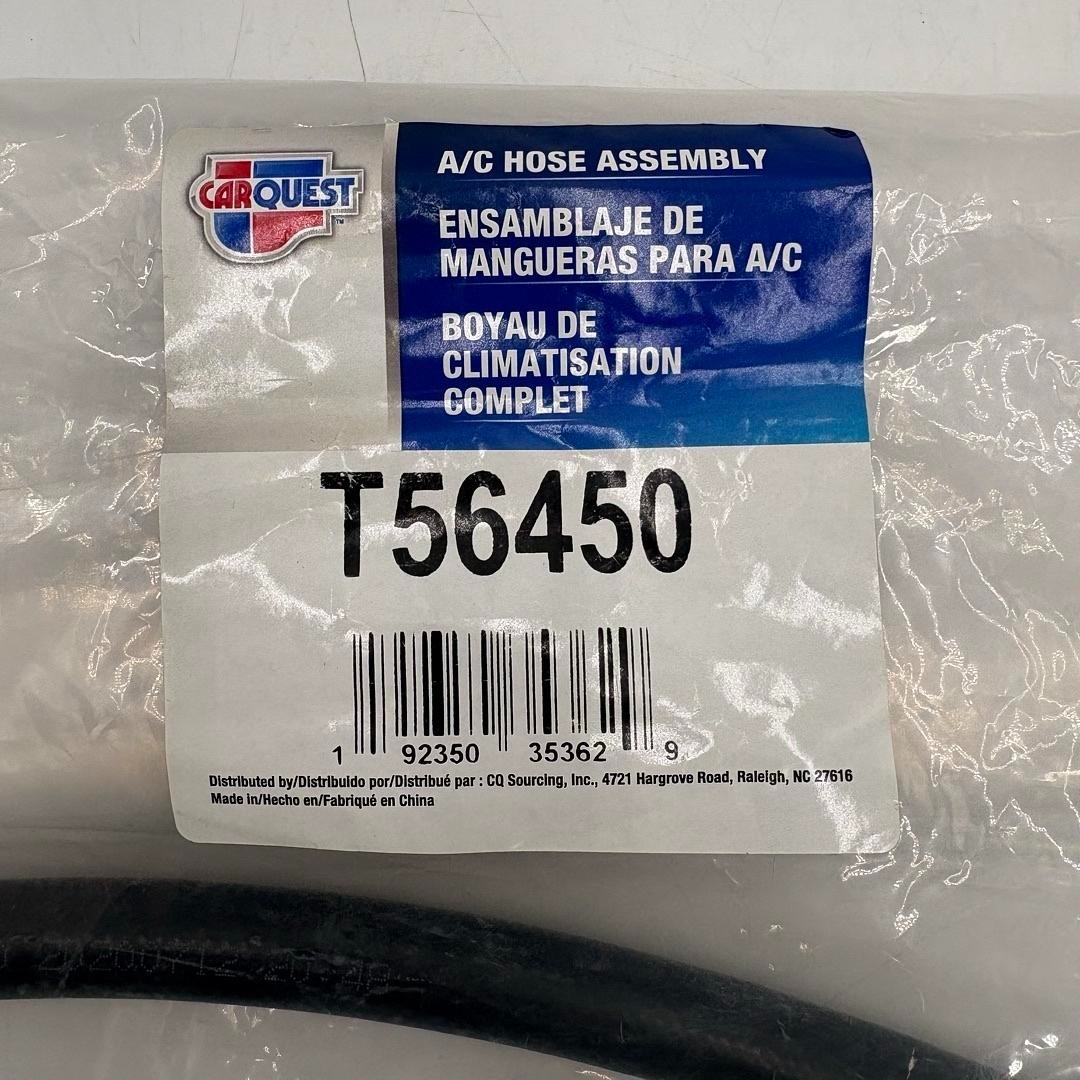 CARQUEST
TM
A/C HOSE ASSEMBLY
ENSAMBLAJE DE
MANGUERAS PARA A/C
BOYAU DE
CLIMATISATION
COMPLET
T56450
1 92350 35362 9
Distributed by/Distribuido por/Distribué par : CQ Sourcing, Inc., 4721 Hargrove Road, Raleigh, NC 27616
Made in/Hecho en/Fabriqué en China